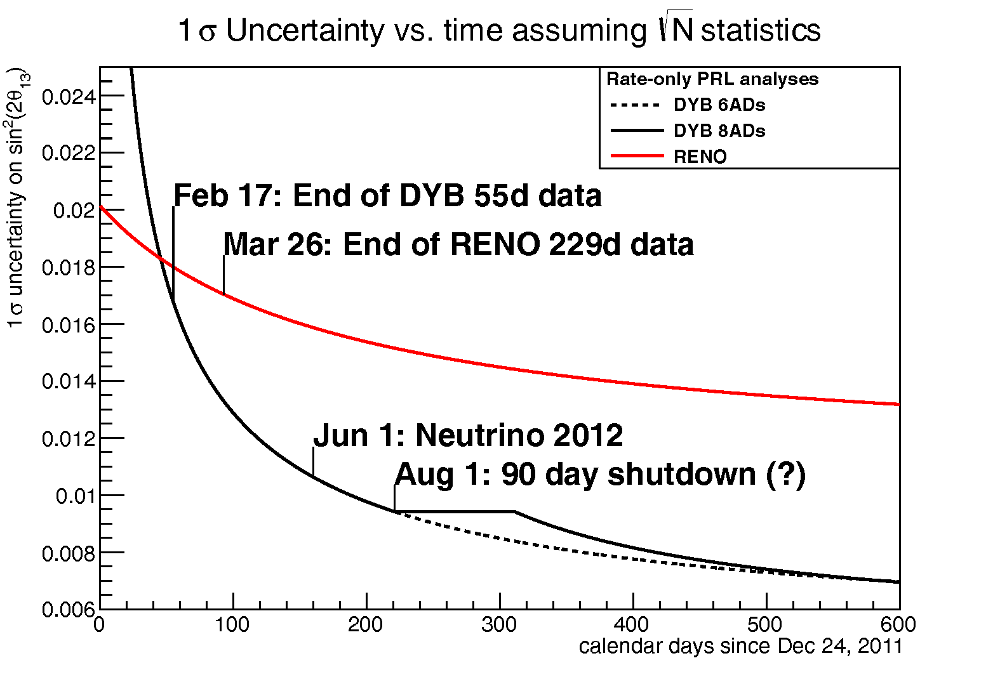 1σ Uncertainty vs. time assuming √N statistics
1σ uncertainty on sin²(2θ₁₃)
0.024
0.022
0.02
0.018
0.016
0.014
0.012
0.01
0.008
0.006
Rate-only PRL analyses
DYB 6ADs
DYB 8ADs
RENO
Feb 17: End of DYB 55d data
Mar 26: End of RENO 229d data
Jun 1: Neutrino 2012
Aug 1: 90 day shutdown (?)
0 100 200 300 400 500 600
calendar days since Dec 24, 2011